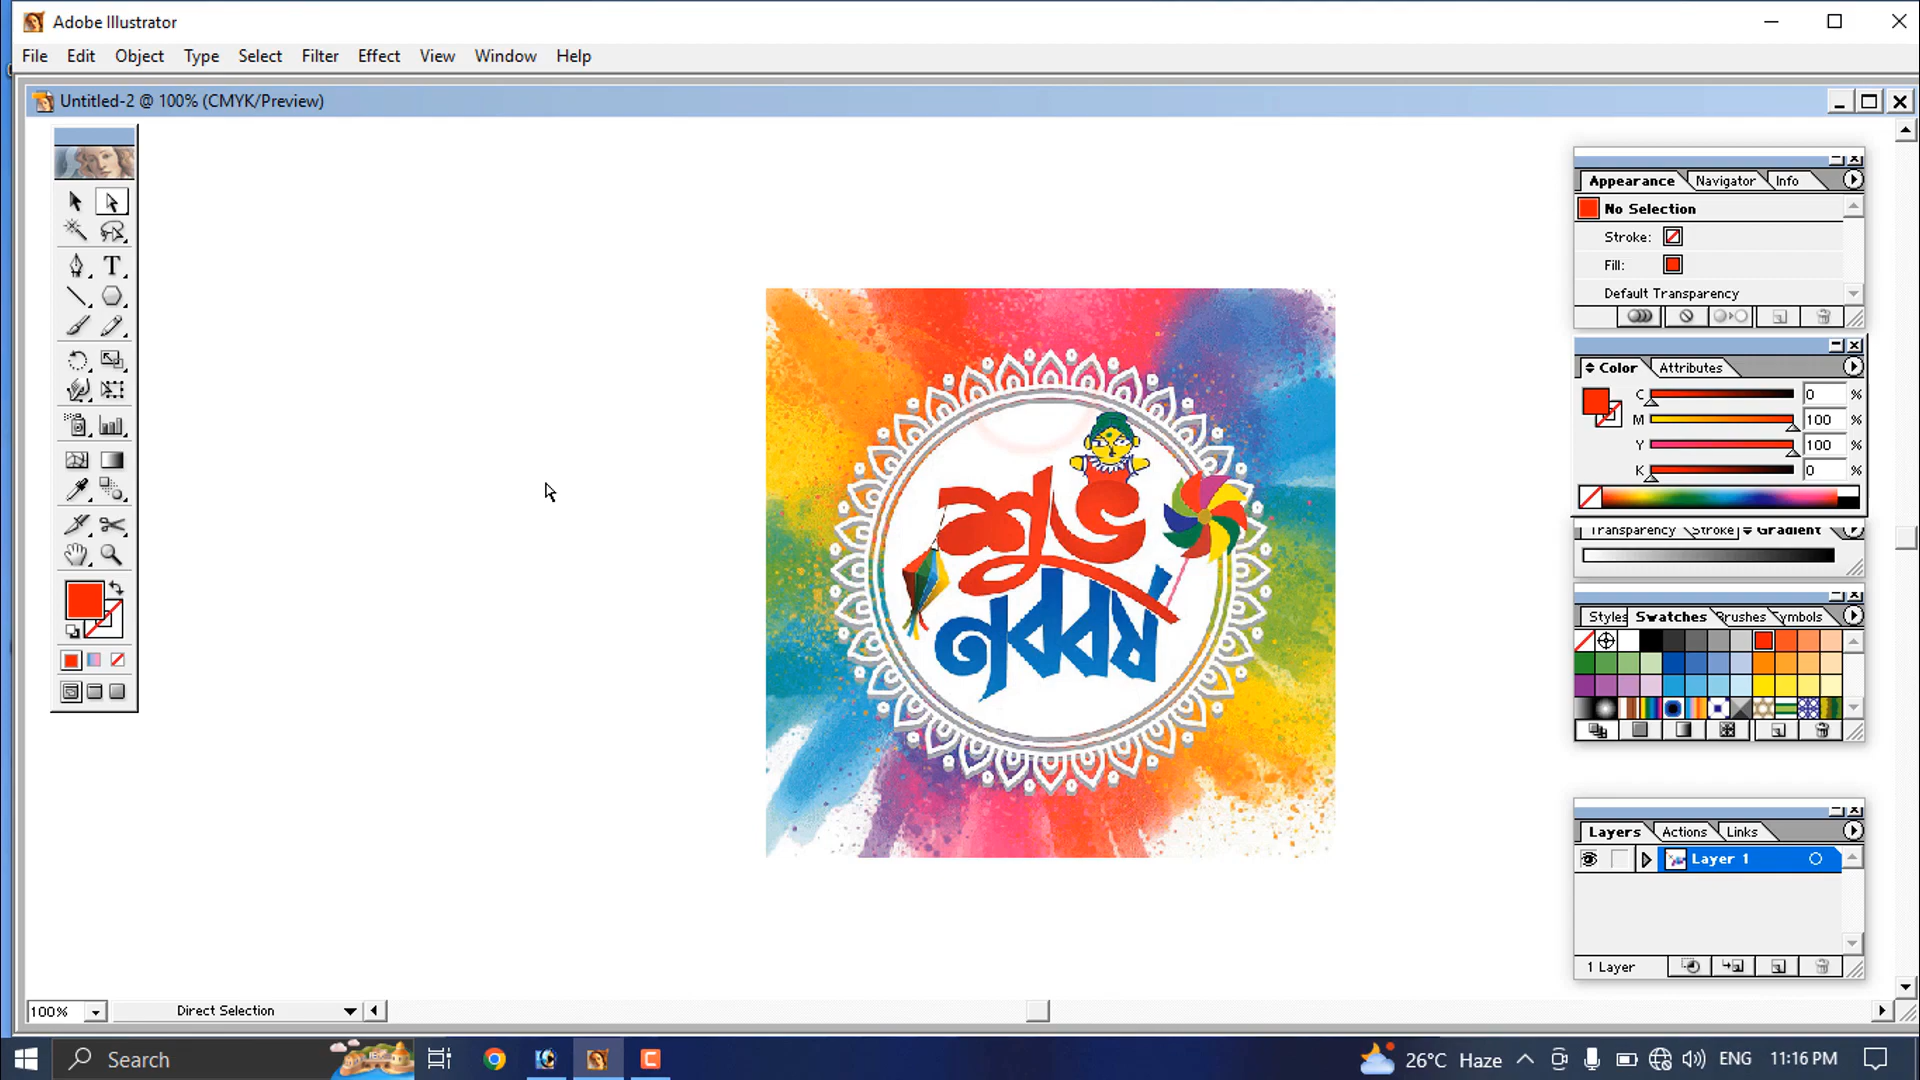 Adobe Illustrator
File Edit Object Type Select Filter Effect View Window Help
Untitled-2 @ 100% (CMYK/Preview)
Appearance Navigator Info
No Selection
Stroke:
Fill:
Default Transparency
Color Attributes
C 0 %
M 100 %
Y 100 %
K 0 %
Transparency Stroke Gradient
Styles Swatches Brushes Symbols
শুভ
নববর্ষ
Layers Actions Links
Layer 1
1 Layer
100% Direct Selection
Search
26°C Haze ENG 11:16 PM